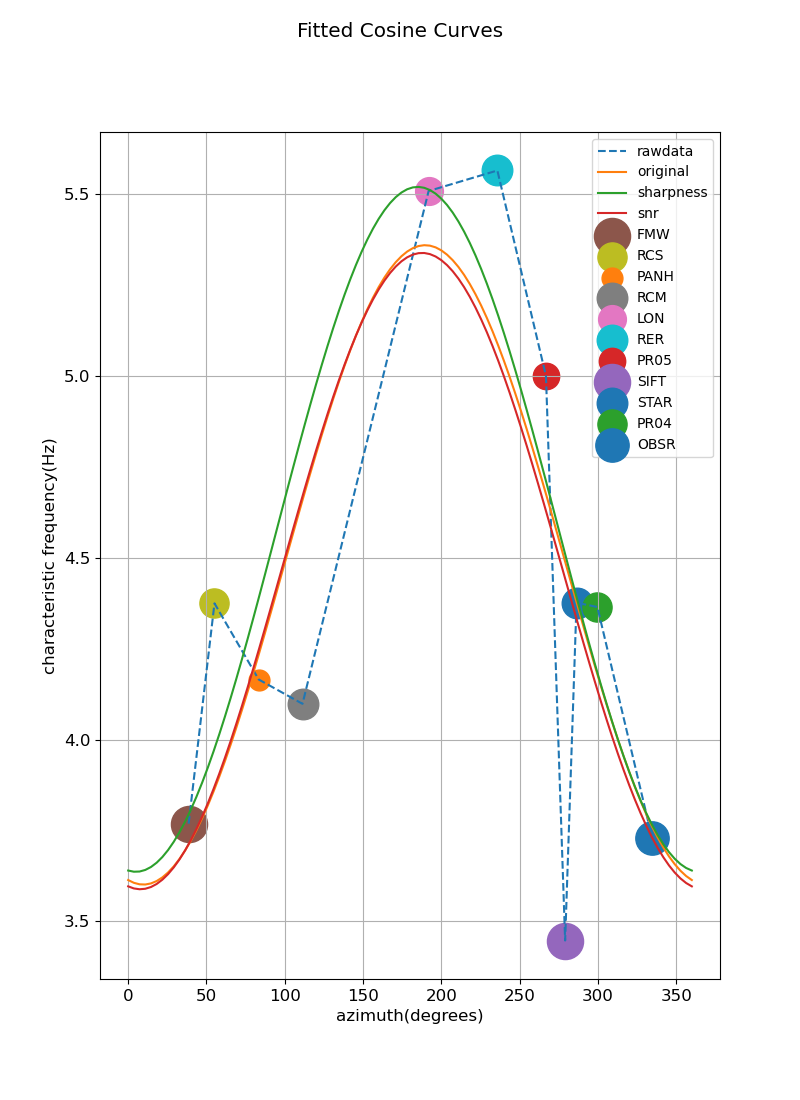 Fitted Cosine Curves
rawdata
original
sharpness
snr
FMW
RCS
PANH
RCM
LON
RER
PR05
SIFT
STAR
PR04
OBSR
5.5
5.0
4.5
4.0
3.5
characteristic frequency(Hz)
0 50 100 150 200 250 300 350
azimuth(degrees)